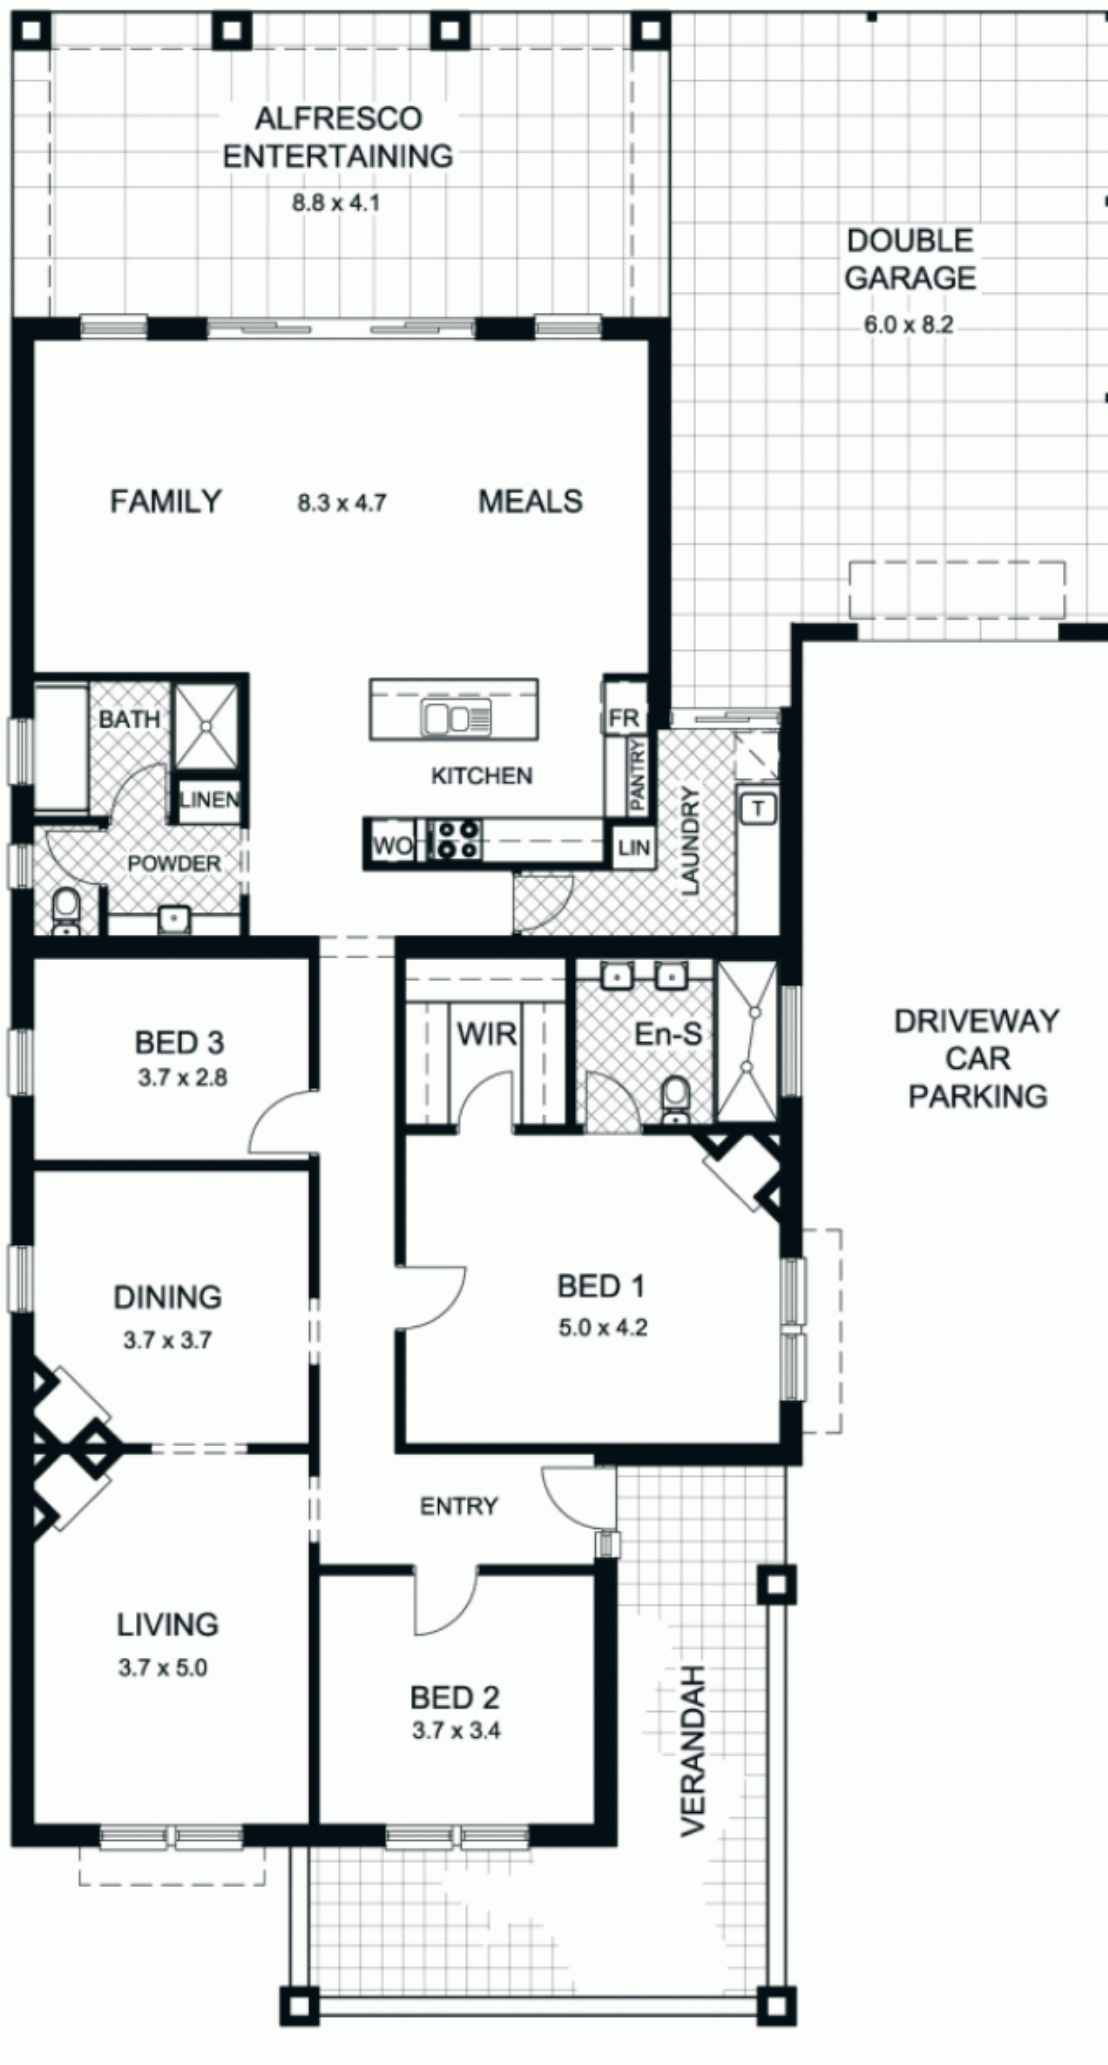 ALFRESCO
ENTERTAINING
8.8 x 4.1
DOUBLE
GARAGE
6.0 x 8.2
FAMILY
8.3 x 4.7
MEALS
BATH
FR
KITCHEN
PANTRY
LINEN
T
WO
LIN
LAUNDRY
POWDER
BED 3
3.7 x 2.8
WIR
En-S
DRIVEWAY
CAR
PARKING
DINING
3.7 x 3.7
BED 1
5.0 x 4.2
ENTRY
LIVING
3.7 x 5.0
BED 2
3.7 x 3.4
VERANDAH